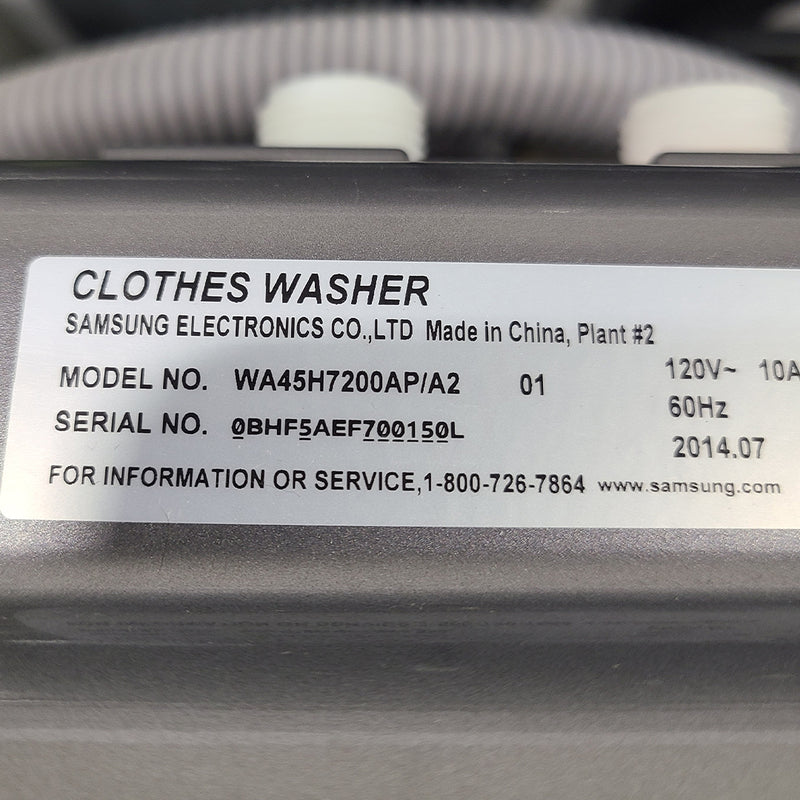 CLOTHES WASHER
SAMSUNG ELECTRONICS CO.,LTD Made in China, Plant #2
MODEL NO. WA45H7200AP/A2 01 120V~ 10A
SERIAL NO. 0BHF5AEF700150L 60Hz
2014.07
FOR INFORMATION OR SERVICE,1-800-726-7864 www.samsung.com